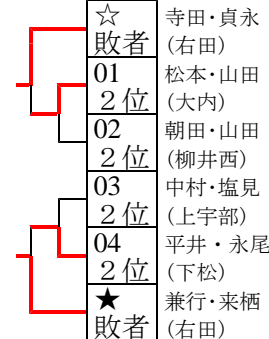 ☆ 寺田・貞永
敗者 (右田)
01 松本・山田
２位 (大内)
02 朝田・山田
２位 (柳井西)
03 中村・塩見
２位 (上宇部)
04 平井・永尾
２位 (下松)
★ 兼行・来栖
敗者 (右田)